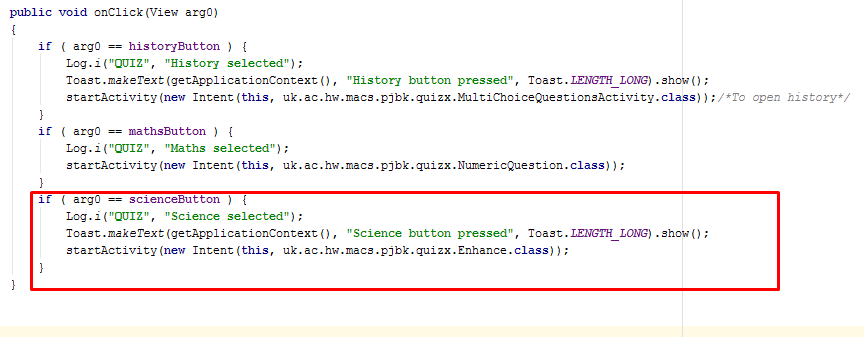 public void onClick(View arg0)
{
if ( arg0 == historyButton ) {
Log.i("QUIZ", "History selected");
Toast.makeText(getApplicationContext(), "History button pressed", Toast.LENGTH_LONG).show();
startActivity(new Intent(this, uk.ac.hw.macs.pjbk.quizx.MultiChoiceQuestionsActivity.class));/*To open history*/
}
if ( arg0 == mathsButton ) {
Log.i("QUIZ", "Maths selected");
startActivity(new Intent(this, uk.ac.hw.macs.pjbk.quizx.NumericQuestion.class));
}
if ( arg0 == scienceButton ) {
Log.i("QUIZ", "Science selected");
Toast.makeText(getApplicationContext(), "Science button pressed", Toast.LENGTH_LONG).show();
startActivity(new Intent(this, uk.ac.hw.macs.pjbk.quizx.Enhance.class));
}
}